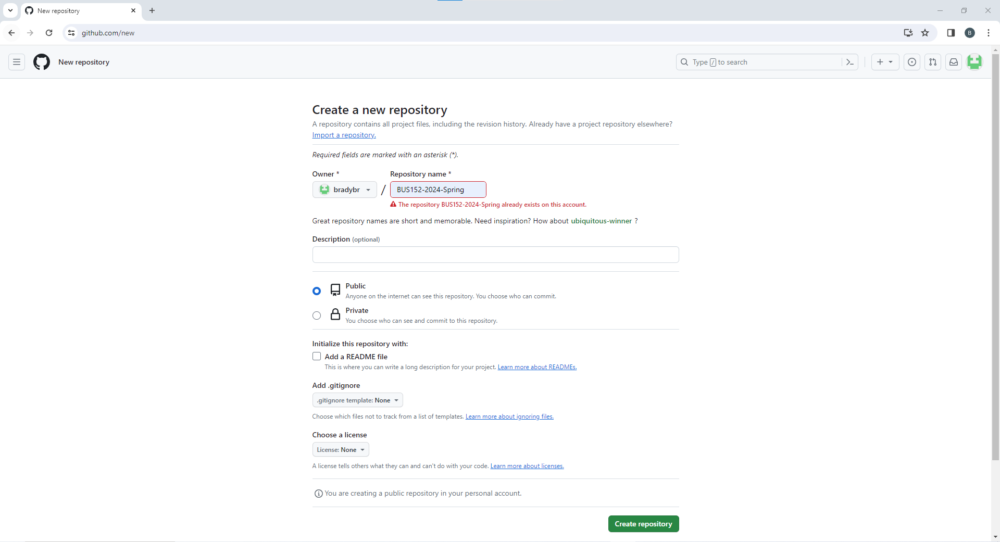 New repository
github.com/new
B
New repository
Type / to search
Create a new repository
A repository contains all project files, including the revision history. Already have a project repository elsewhere?
Import a repository.
Required fields are marked with an asterisk (*).
Owner *
Repository name *
bradybr
/
BUS152-2024-Spring
The repository BUS152-2024-Spring already exists on this account.
Great repository names are short and memorable. Need inspiration? How about ubiquitous-winner ?
Description (optional)
Public
Anyone on the internet can see this repository. You choose who can commit.
Private
You choose who can see and commit to this repository.
Initialize this repository with:
Add a README file
This is where you can write a long description for your project. Learn more about READMEs.
Add .gitignore
.gitignore template: None
Choose which files not to track from a list of templates. Learn more about ignoring files.
Choose a license
License: None
A license tells others what they can and can't do with your code. Learn more about licenses.
You are creating a public repository in your personal account.
Create repository